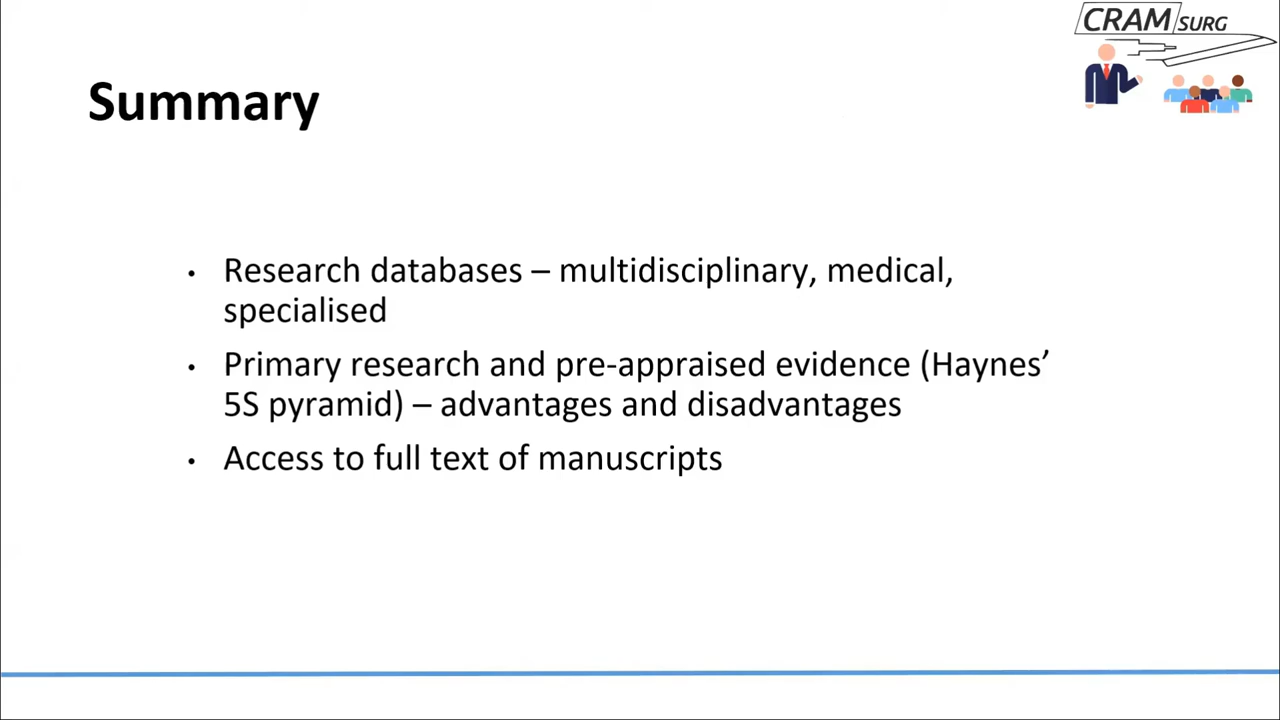 CRAM SURG
Summary
• Research databases – multidisciplinary, medical,
specialised
• Primary research and pre-appraised evidence (Haynes’
5S pyramid) – advantages and disadvantages
• Access to full text of manuscripts